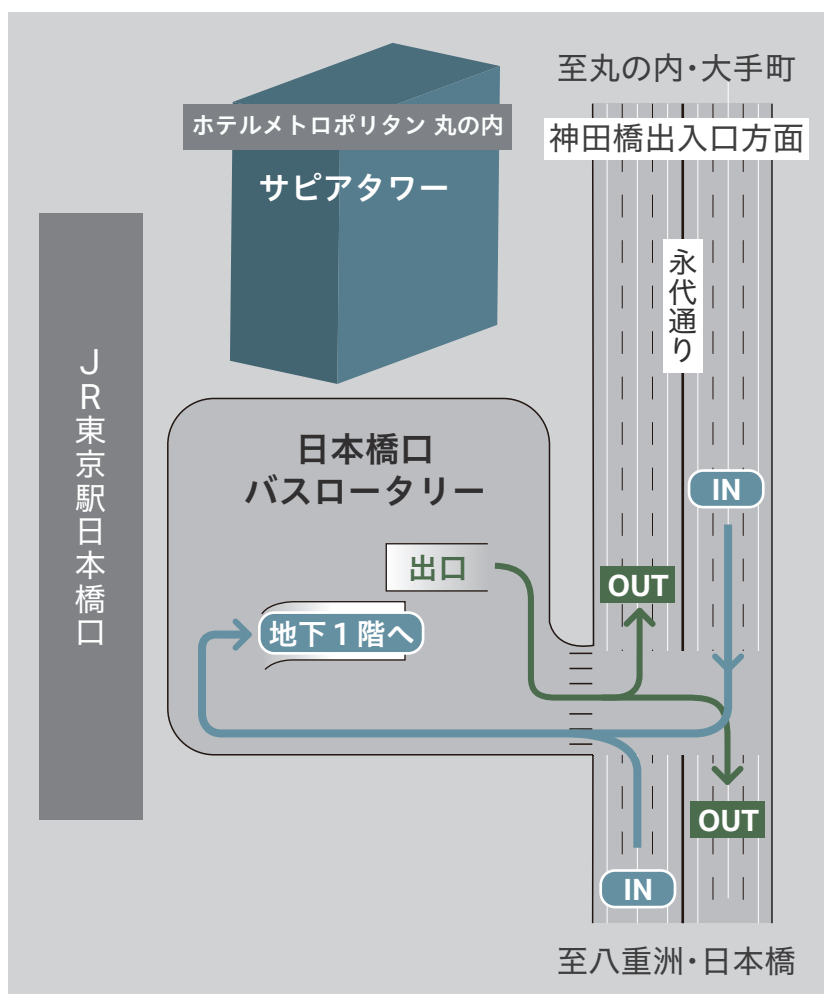 至丸の内・大手町
ホテルメトロポリタン 丸の内
神田橋出入口方面
サピアタワー
永代通り
JR東京駅日本橋口
日本橋口
バスロータリー
IN
出口
OUT
地下1階へ
OUT
IN
至八重洲・日本橋